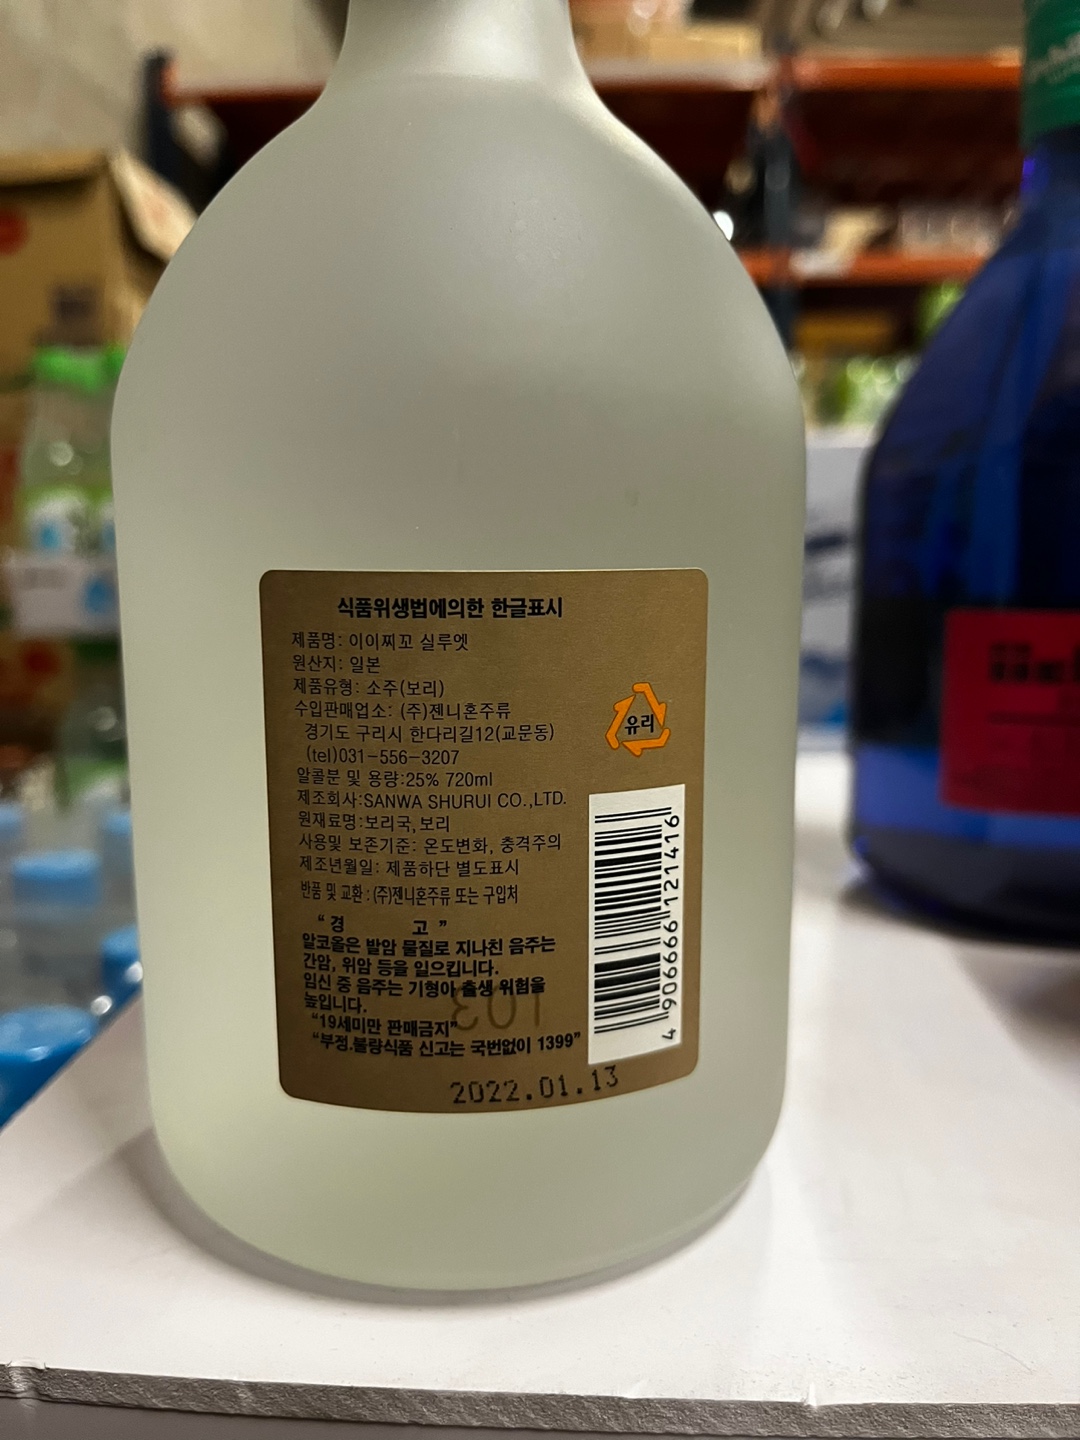 식품위생법에의한 한글표시
제품명: 이이찌꼬 실루엣
원산지: 일본
제품유형: 소주(보리)
수입판매업소: (주)젠니혼주류
경기도 구리시 한다리길12(교문동)
(tel)031-556-3207
알콜분 및 용량:25% 720ml
제조회사:SANWA SHURUI CO.,LTD.
원재료명:보리국,보리
사용및 보존기준: 온도변화, 충격주의
제조년월일: 제품하단 별도표시
반품 및 교환 : (주)젠니혼주류 또는 구입처
“ 경 고 ”
알코올은 발암 물질로 지나친 음주는
간암, 위암 등을 일으킵니다.
임신 중 음주는 기형아 출생 위험을
높입니다.
“19세미만 판매금지”
“부정.불량식품 신고는 국번없이 1399”
2022.01.13
유리
4 906666 121416